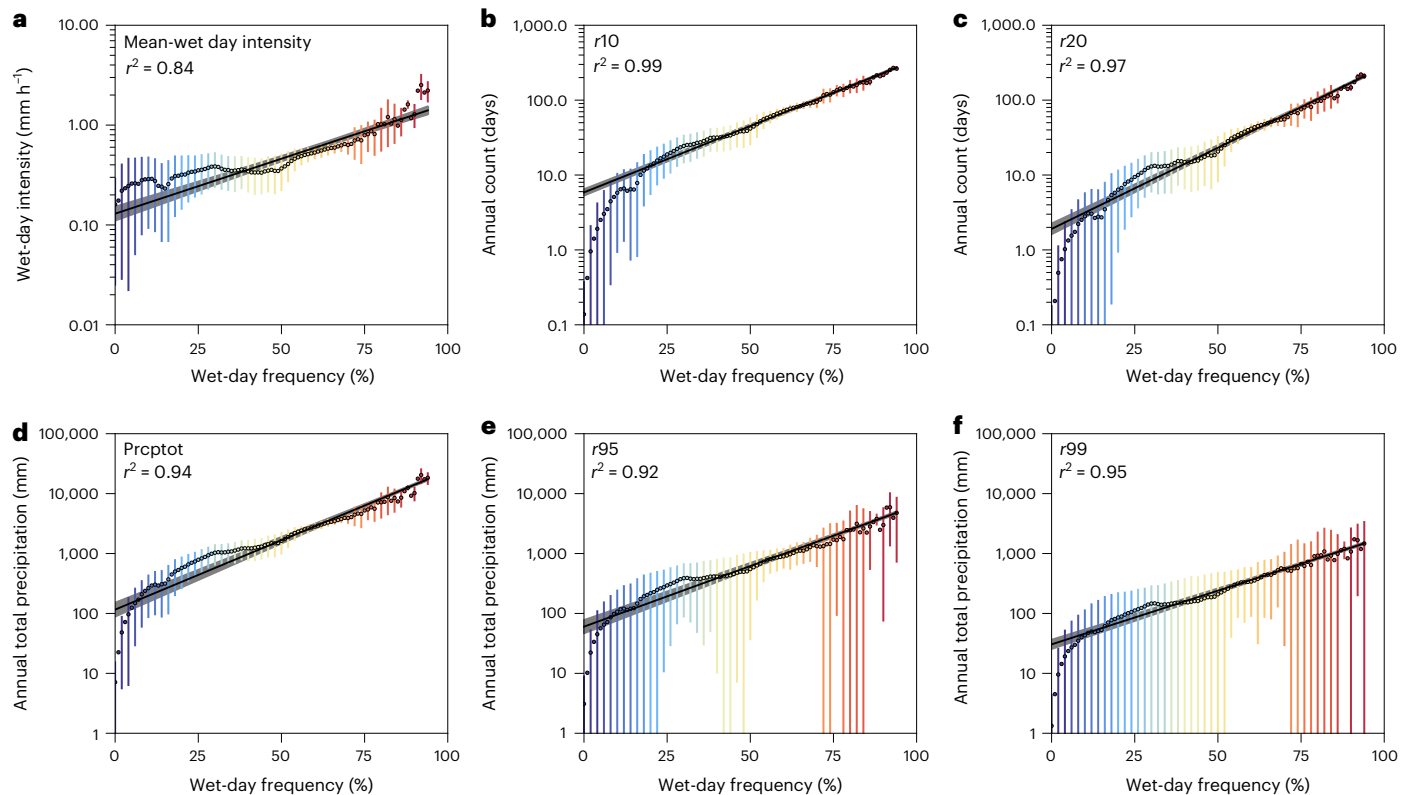 a
Mean-wet day intensity
r² = 0.84
Wet-day intensity (mm h⁻¹)
10.00
1.00
0.10
0.01
0 25 50 75 100
Wet-day frequency (%)
b
r10
r² = 0.99
Annual count (days)
1,000.0
100.0
10.0
1.0
0.1
0 25 50 75 100
Wet-day frequency (%)
c
r20
r² = 0.97
Annual count (days)
1,000.0
100.0
10.0
1.0
0.1
0 25 50 75 100
Wet-day frequency (%)
d
Prcptot
r² = 0.94
Annual total precipitation (mm)
100,000
10,000
1,000
100
10
1
0 25 50 75 100
Wet-day frequency (%)
e
r95
r² = 0.92
Annual total precipitation (mm)
100,000
10,000
1,000
100
10
1
0 25 50 75 100
Wet-day frequency (%)
f
r99
r² = 0.95
Annual total precipitation (mm)
100,000
10,000
1,000
100
10
1
0 25 50 75 100
Wet-day frequency (%)